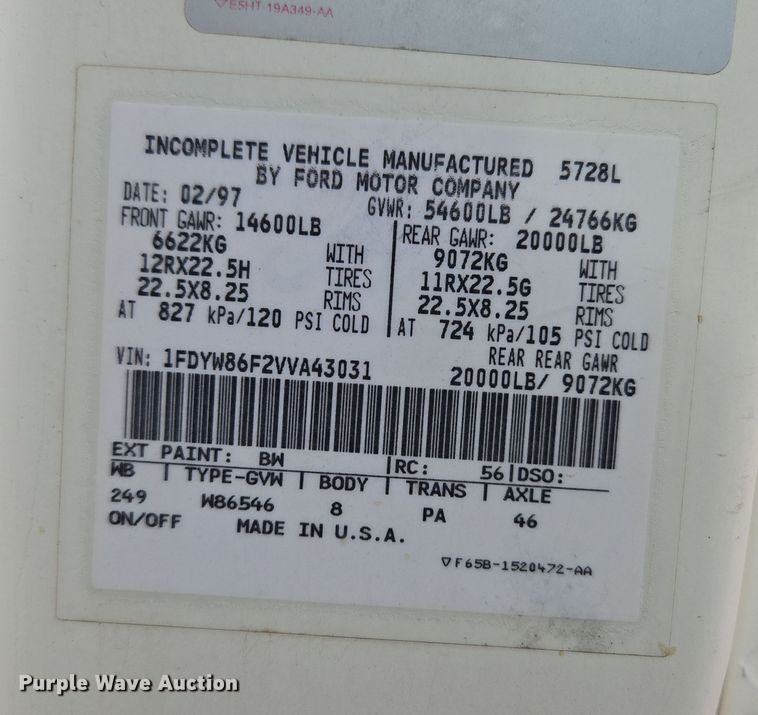 E5HT 19A349-AA
INCOMPLETE VEHICLE MANUFACTURED 5728L
BY FORD MOTOR COMPANY
DATE: 02/97 GVWR: 54600LB / 24766KG
FRONT GAWR: 14600LB
6622KG WITH
12RX22.5H TIRES
22.5X8.25 RIMS
AT 827 kPa/120 PSI COLD
REAR GAWR: 20000LB
9072KG WITH
11RX22.5G TIRES
22.5X8.25 RIMS
AT 724 kPa/105 PSI COLD
REAR REAR GAWR
VIN: 1FDYW86F2VVA43031 20000LB/ 9072KG
EXT PAINT: BW |RC: 56|DSO:
WB | TYPE-GVW | BODY | TRANS | AXLE
249 W86546 8 PA 46
ON/OFF MADE IN U.S.A.
F65B-1520472-AA
Purple Wave Auction